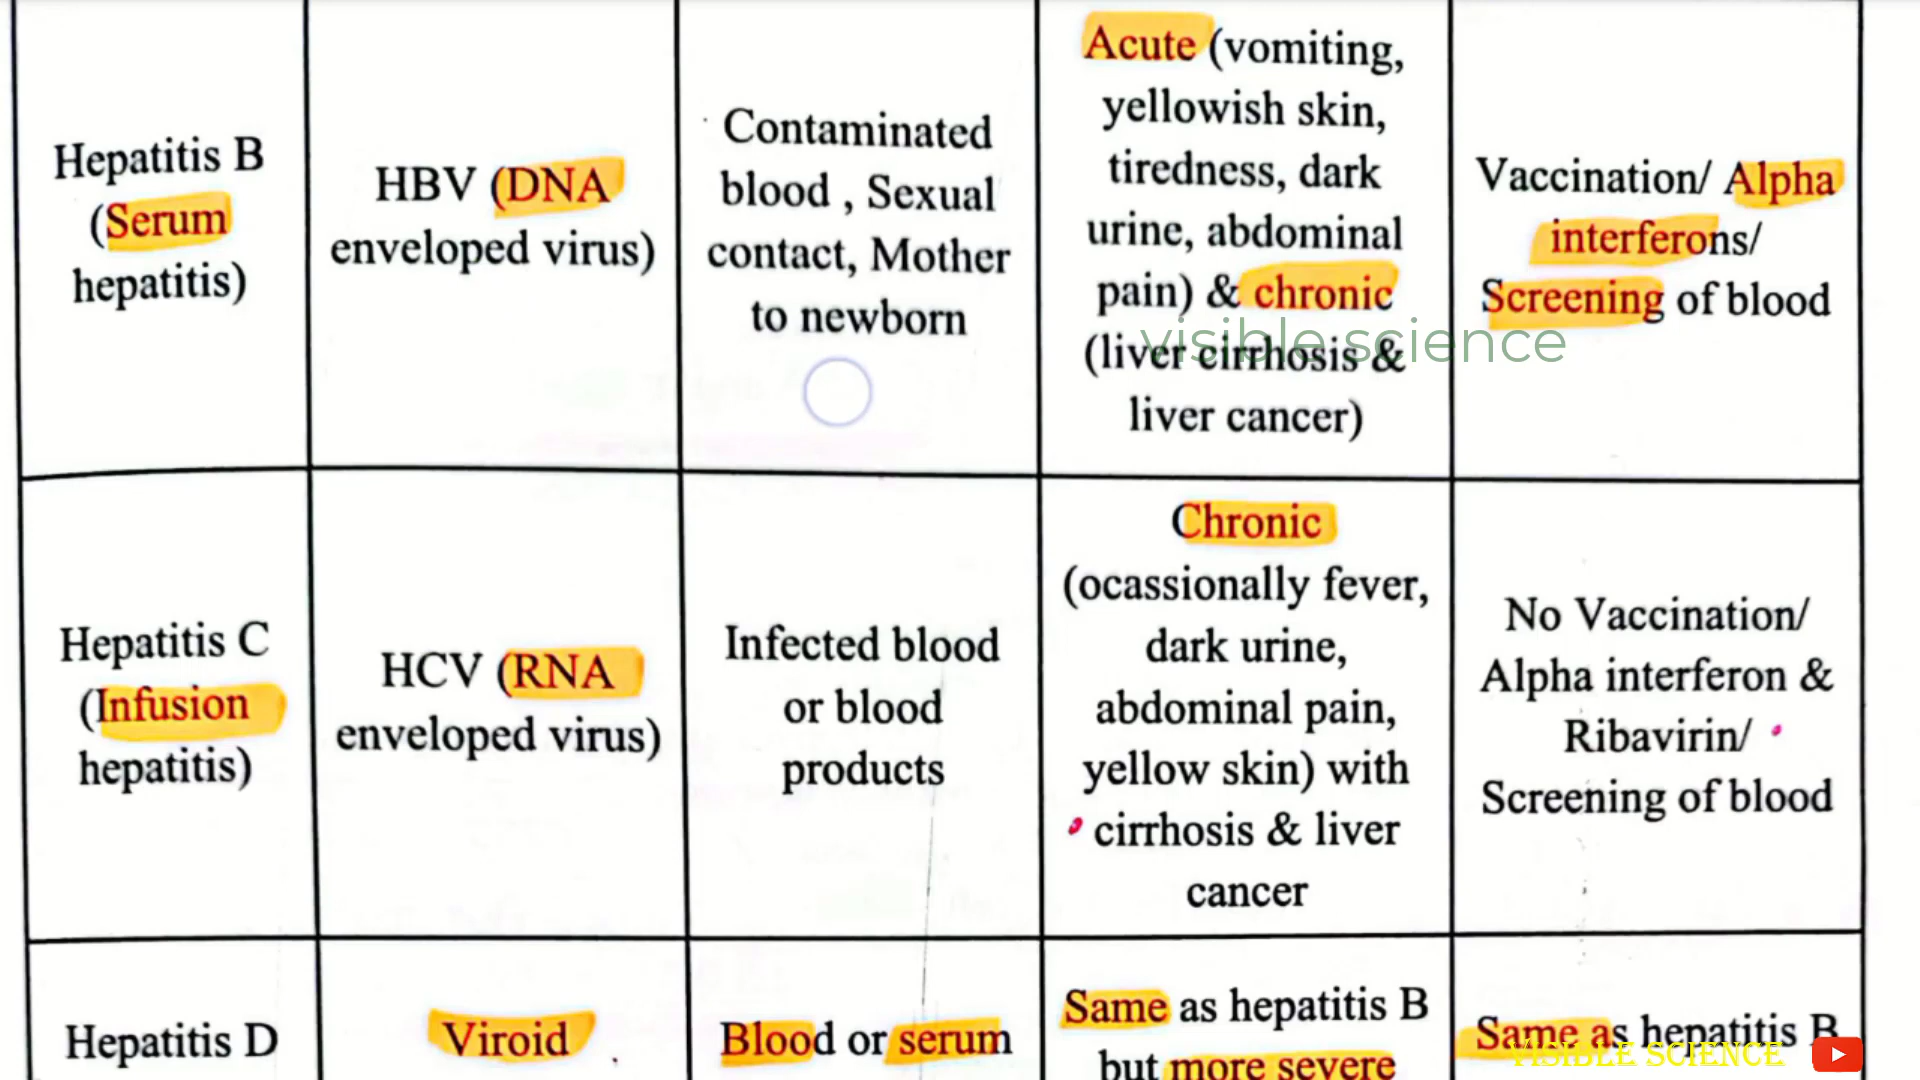 Hepatitis B
(Serum
hepatitis)
HBV (DNA
enveloped virus)
Contaminated
blood , Sexual
contact, Mother
to newborn
Acute (vomiting,
yellowish skin,
tiredness, dark
urine, abdominal
pain) & chronic
(liver cirrhosis &
liver cancer)
Vaccination/ Alpha
interferons/
Screening of blood
visible science
Hepatitis C
(Infusion
hepatitis)
HCV (RNA
enveloped virus)
Infected blood
or blood
products
Chronic
(ocassionally fever,
dark urine,
abdominal pain,
yellow skin) with
cirrhosis & liver
cancer
No Vaccination/
Alpha interferon &
Ribavirin/
Screening of blood
Hepatitis D
Viroid
Blood or serum
Same as hepatitis B
but more severe
Same as hepatitis B
VISIBLE SCIENCE